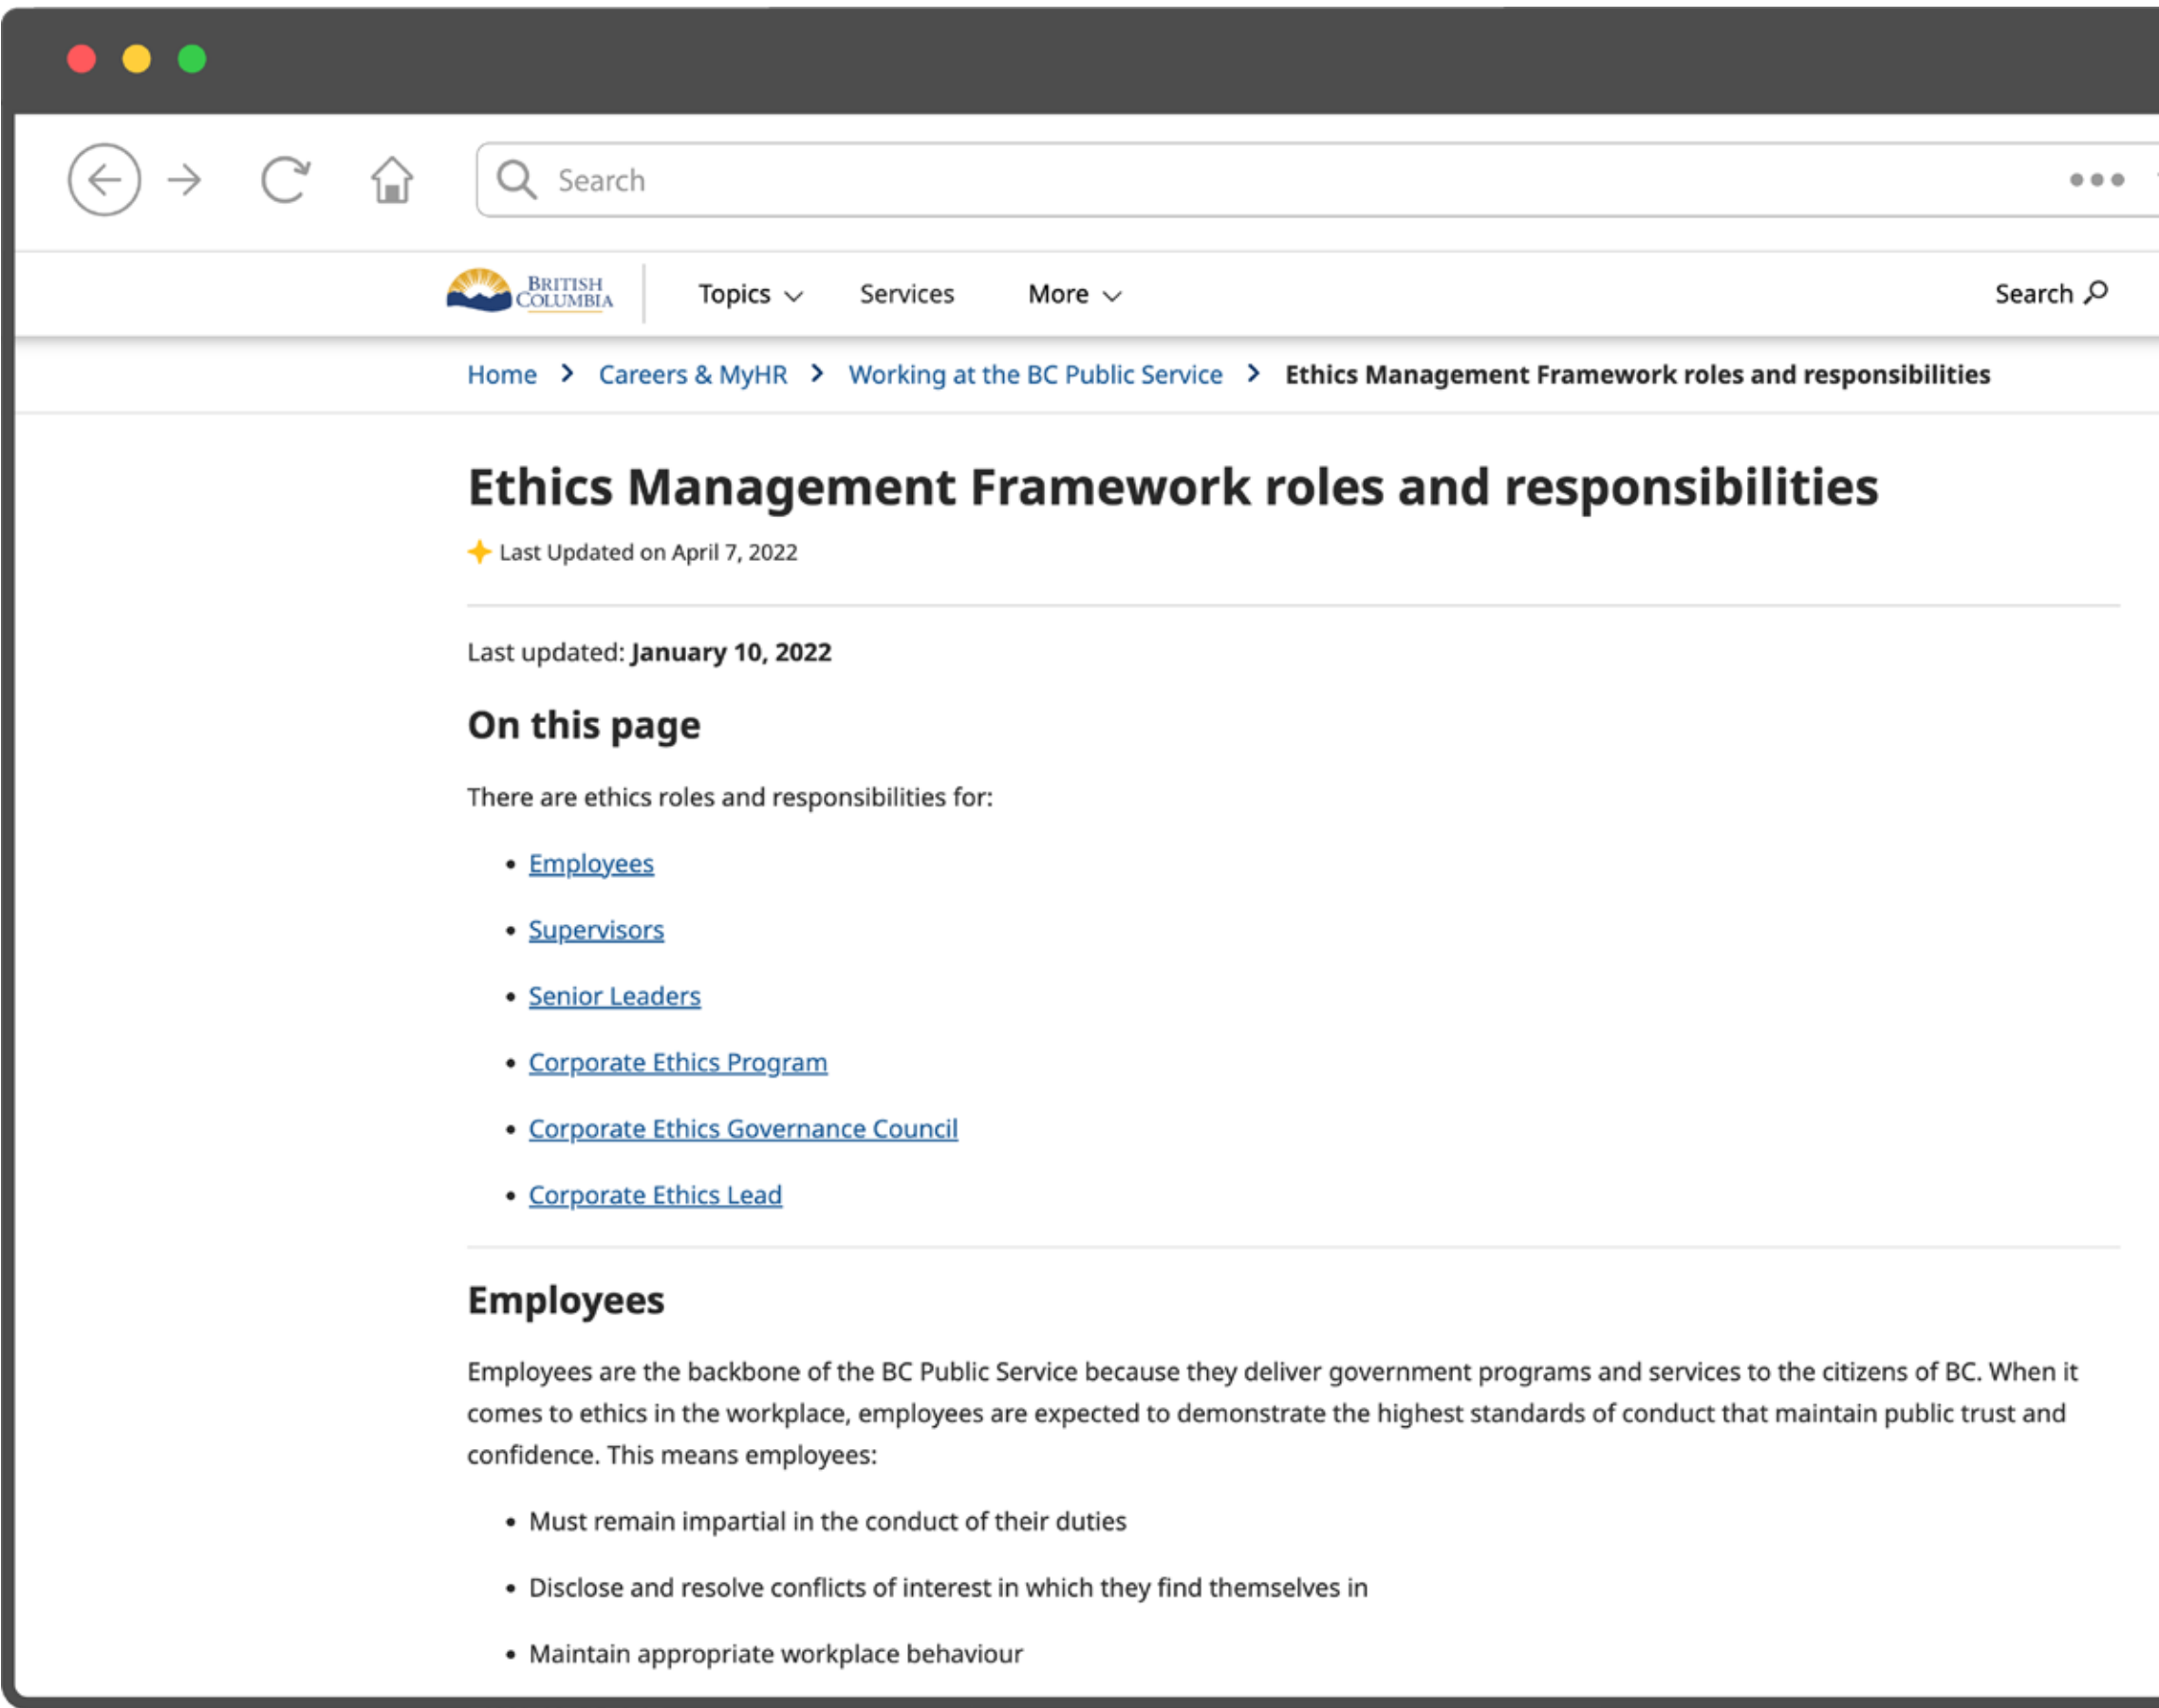 Search
BRITISH
COLUMBIA
Topics
Services
More
Search
Home > Careers & MyHR > Working at the BC Public Service > Ethics Management Framework roles and responsibilities
Ethics Management Framework roles and responsibilities
Last Updated on April 7, 2022
Last updated: January 10, 2022
On this page
There are ethics roles and responsibilities for:
• Employees
• Supervisors
• Senior Leaders
• Corporate Ethics Program
• Corporate Ethics Governance Council
• Corporate Ethics Lead
Employees
Employees are the backbone of the BC Public Service because they deliver government programs and services to the citizens of BC. When it
comes to ethics in the workplace, employees are expected to demonstrate the highest standards of conduct that maintain public trust and
confidence. This means employees:
• Must remain impartial in the conduct of their duties
• Disclose and resolve conflicts of interest in which they find themselves in
• Maintain appropriate workplace behaviour